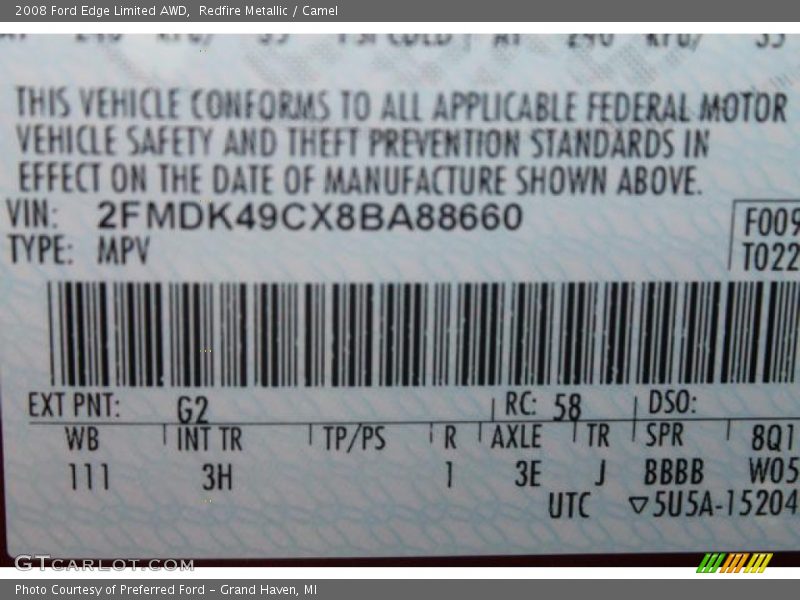 2008 Ford Edge Limited AWD,  Redfire Metallic / Camel
THIS VEHICLE CONFORMS TO ALL APPLICABLE FEDERAL MOTOR
VEHICLE SAFETY AND THEFT PREVENTION STANDARDS IN
EFFECT ON THE DATE OF MANUFACTURE SHOWN ABOVE.
VIN: 2FMDK49CX8BA88660
TYPE: MPV
F009
T022
EXT PNT: G2 RC: 58 DSO:
WB INT TR TP/PS R AXLE TR SPR 8Q1
111 3H 1 3E J BBBB W05
UTC ▽5U5A-15204
GTCARLOT.COM
Photo Courtesy of Preferred Ford – Grand Haven, MI